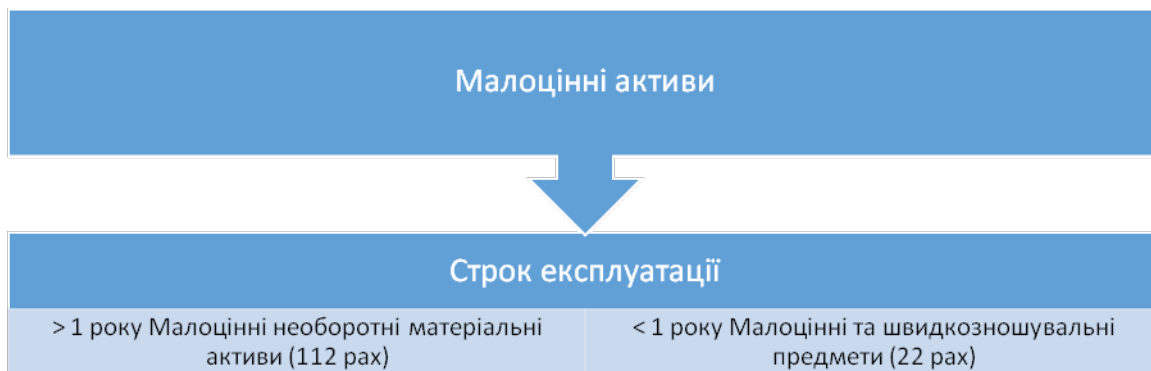 Малоцінні активи
Строк експлуатації
> 1 року Малоцінні необоротні матеріальні
активи (112 рах)
< 1 року Малоцінні та швидкозношувальні
предмети (22 рах)